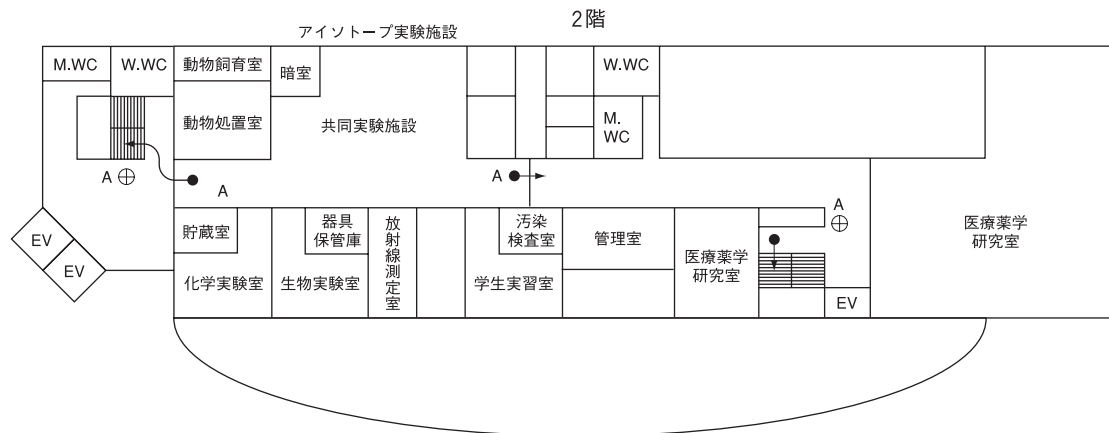 2階
アイソトープ実験施設
M.WC
W.WC
動物飼育室
暗室
W.WC
動物処置室
共同実験施設
M.
WC
A
A
A
A
貯蔵室
器具
保管庫
放射線測定室
汚染
検査室
管理室
医療薬学
研究室
医療薬学
研究室
EV
EV
化学実験室
生物実験室
学生実習室
EV